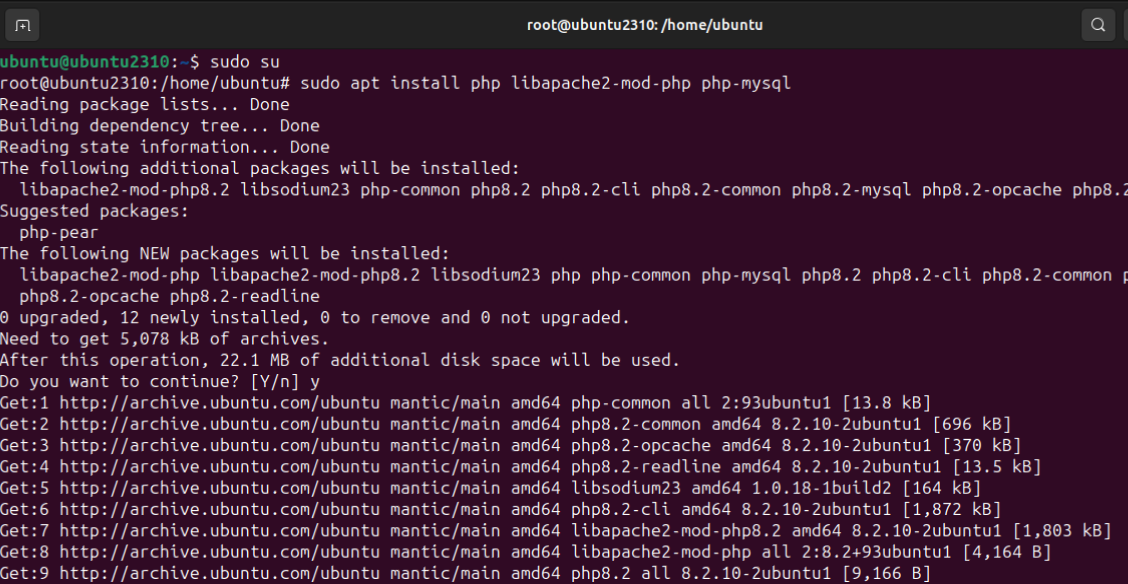 root@ubuntu2310: /home/ubuntu
ubuntu@ubuntu2310:~$ sudo su
root@ubuntu2310:/home/ubuntu# sudo apt install php libapache2-mod-php php-mysql
Reading package lists... Done
Building dependency tree... Done
Reading state information... Done
The following additional packages will be installed:
  libapache2-mod-php8.2 libsodium23 php-common php8.2 php8.2-cli php8.2-common php8.2-mysql php8.2-opcache php8.2
Suggested packages:
  php-pear
The following NEW packages will be installed:
  libapache2-mod-php libapache2-mod-php8.2 libsodium23 php php-common php-mysql php8.2 php8.2-cli php8.2-common
  php8.2-opcache php8.2-readline
0 upgraded, 12 newly installed, 0 to remove and 0 not upgraded.
Need to get 5,078 kB of archives.
After this operation, 22.1 MB of additional disk space will be used.
Do you want to continue? [Y/n] y
Get:1 http://archive.ubuntu.com/ubuntu mantic/main amd64 php-common all 2:93ubuntu1 [13.8 kB]
Get:2 http://archive.ubuntu.com/ubuntu mantic/main amd64 php8.2-common amd64 8.2.10-2ubuntu1 [696 kB]
Get:3 http://archive.ubuntu.com/ubuntu mantic/main amd64 php8.2-opcache amd64 8.2.10-2ubuntu1 [370 kB]
Get:4 http://archive.ubuntu.com/ubuntu mantic/main amd64 php8.2-readline amd64 8.2.10-2ubuntu1 [13.5 kB]
Get:5 http://archive.ubuntu.com/ubuntu mantic/main amd64 libsodium23 amd64 1.0.18-1build2 [164 kB]
Get:6 http://archive.ubuntu.com/ubuntu mantic/main amd64 php8.2-cli amd64 8.2.10-2ubuntu1 [1,872 kB]
Get:7 http://archive.ubuntu.com/ubuntu mantic/main amd64 libapache2-mod-php8.2 amd64 8.2.10-2ubuntu1 [1,803 kB]
Get:8 http://archive.ubuntu.com/ubuntu mantic/main amd64 libapache2-mod-php all 2:8.2+93ubuntu1 [4,164 B]
Get:9 http://archive.ubuntu.com/ubuntu mantic/main amd64 php8.2 all 8.2.10-2ubuntu1 [9,166 B]